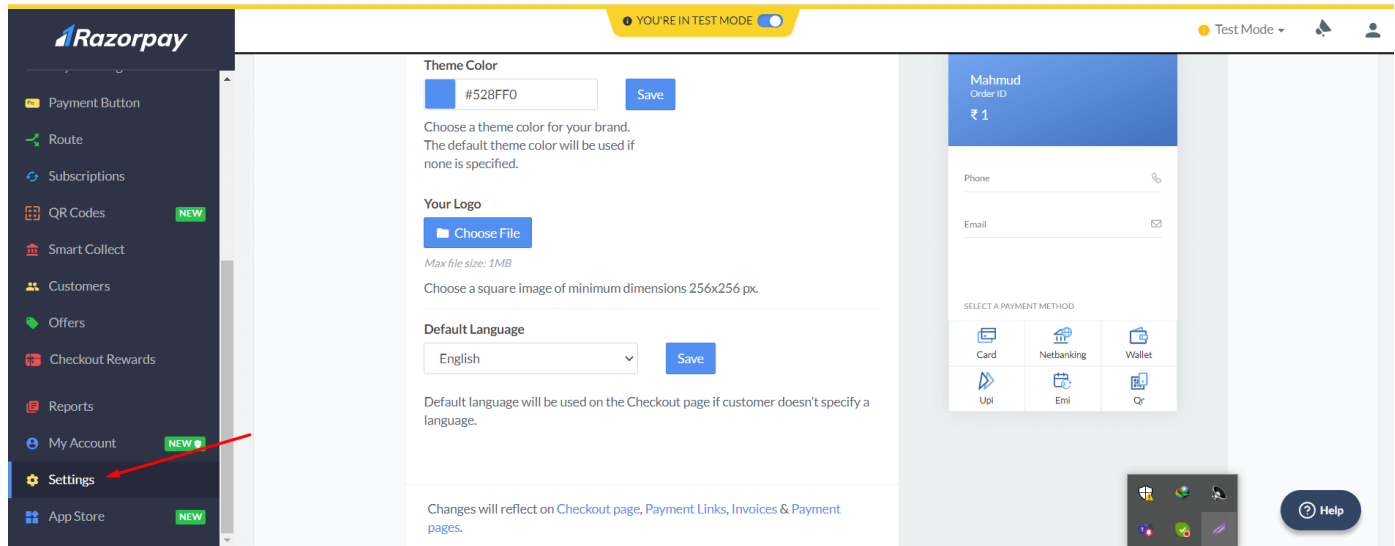 YOU'RE IN TEST MODE
Razorpay
Test Mode
Payment Button
Route
Subscriptions
QR Codes NEW
Smart Collect
Customers
Offers
Checkout Rewards
Reports
My Account NEW
Settings
App Store NEW
Theme Color
#528FF0 Save
Choose a theme color for your brand.
The default theme color will be used if
none is specified.
Your Logo
Choose File
Max file size: 1MB
Choose a square image of minimum dimensions 256x256 px.
Default Language
English Save
Default language will be used on the Checkout page if customer doesn't specify a
language.
Changes will reflect on Checkout page, Payment Links, Invoices & Payment
pages.
Mahmud
Order ID
₹ 1
Phone
Email
SELECT A PAYMENT METHOD
Card Netbanking Wallet
Upi Emi Qr
Help